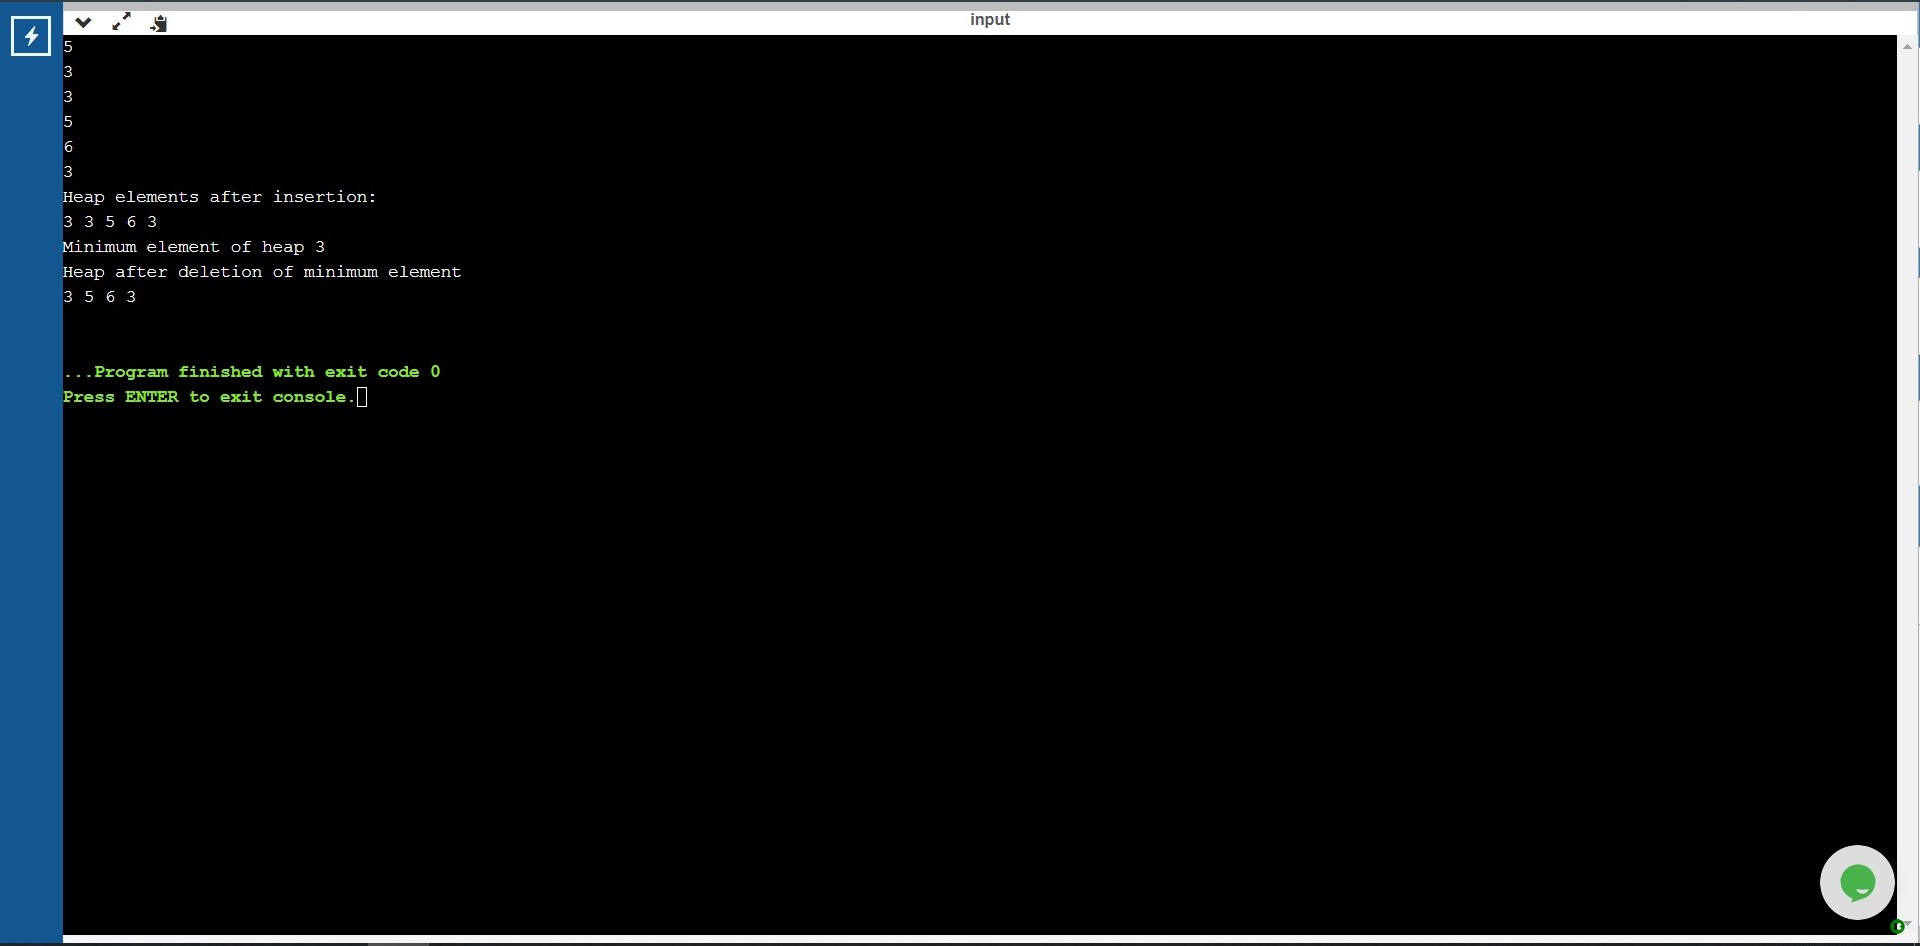 input
5
3
3
5
6
3
Heap elements after insertion:
3 3 5 6 3
Minimum element of heap 3
Heap after deletion of minimum element
3 5 6 3
...Program finished with exit code 0
Press ENTER to exit console.